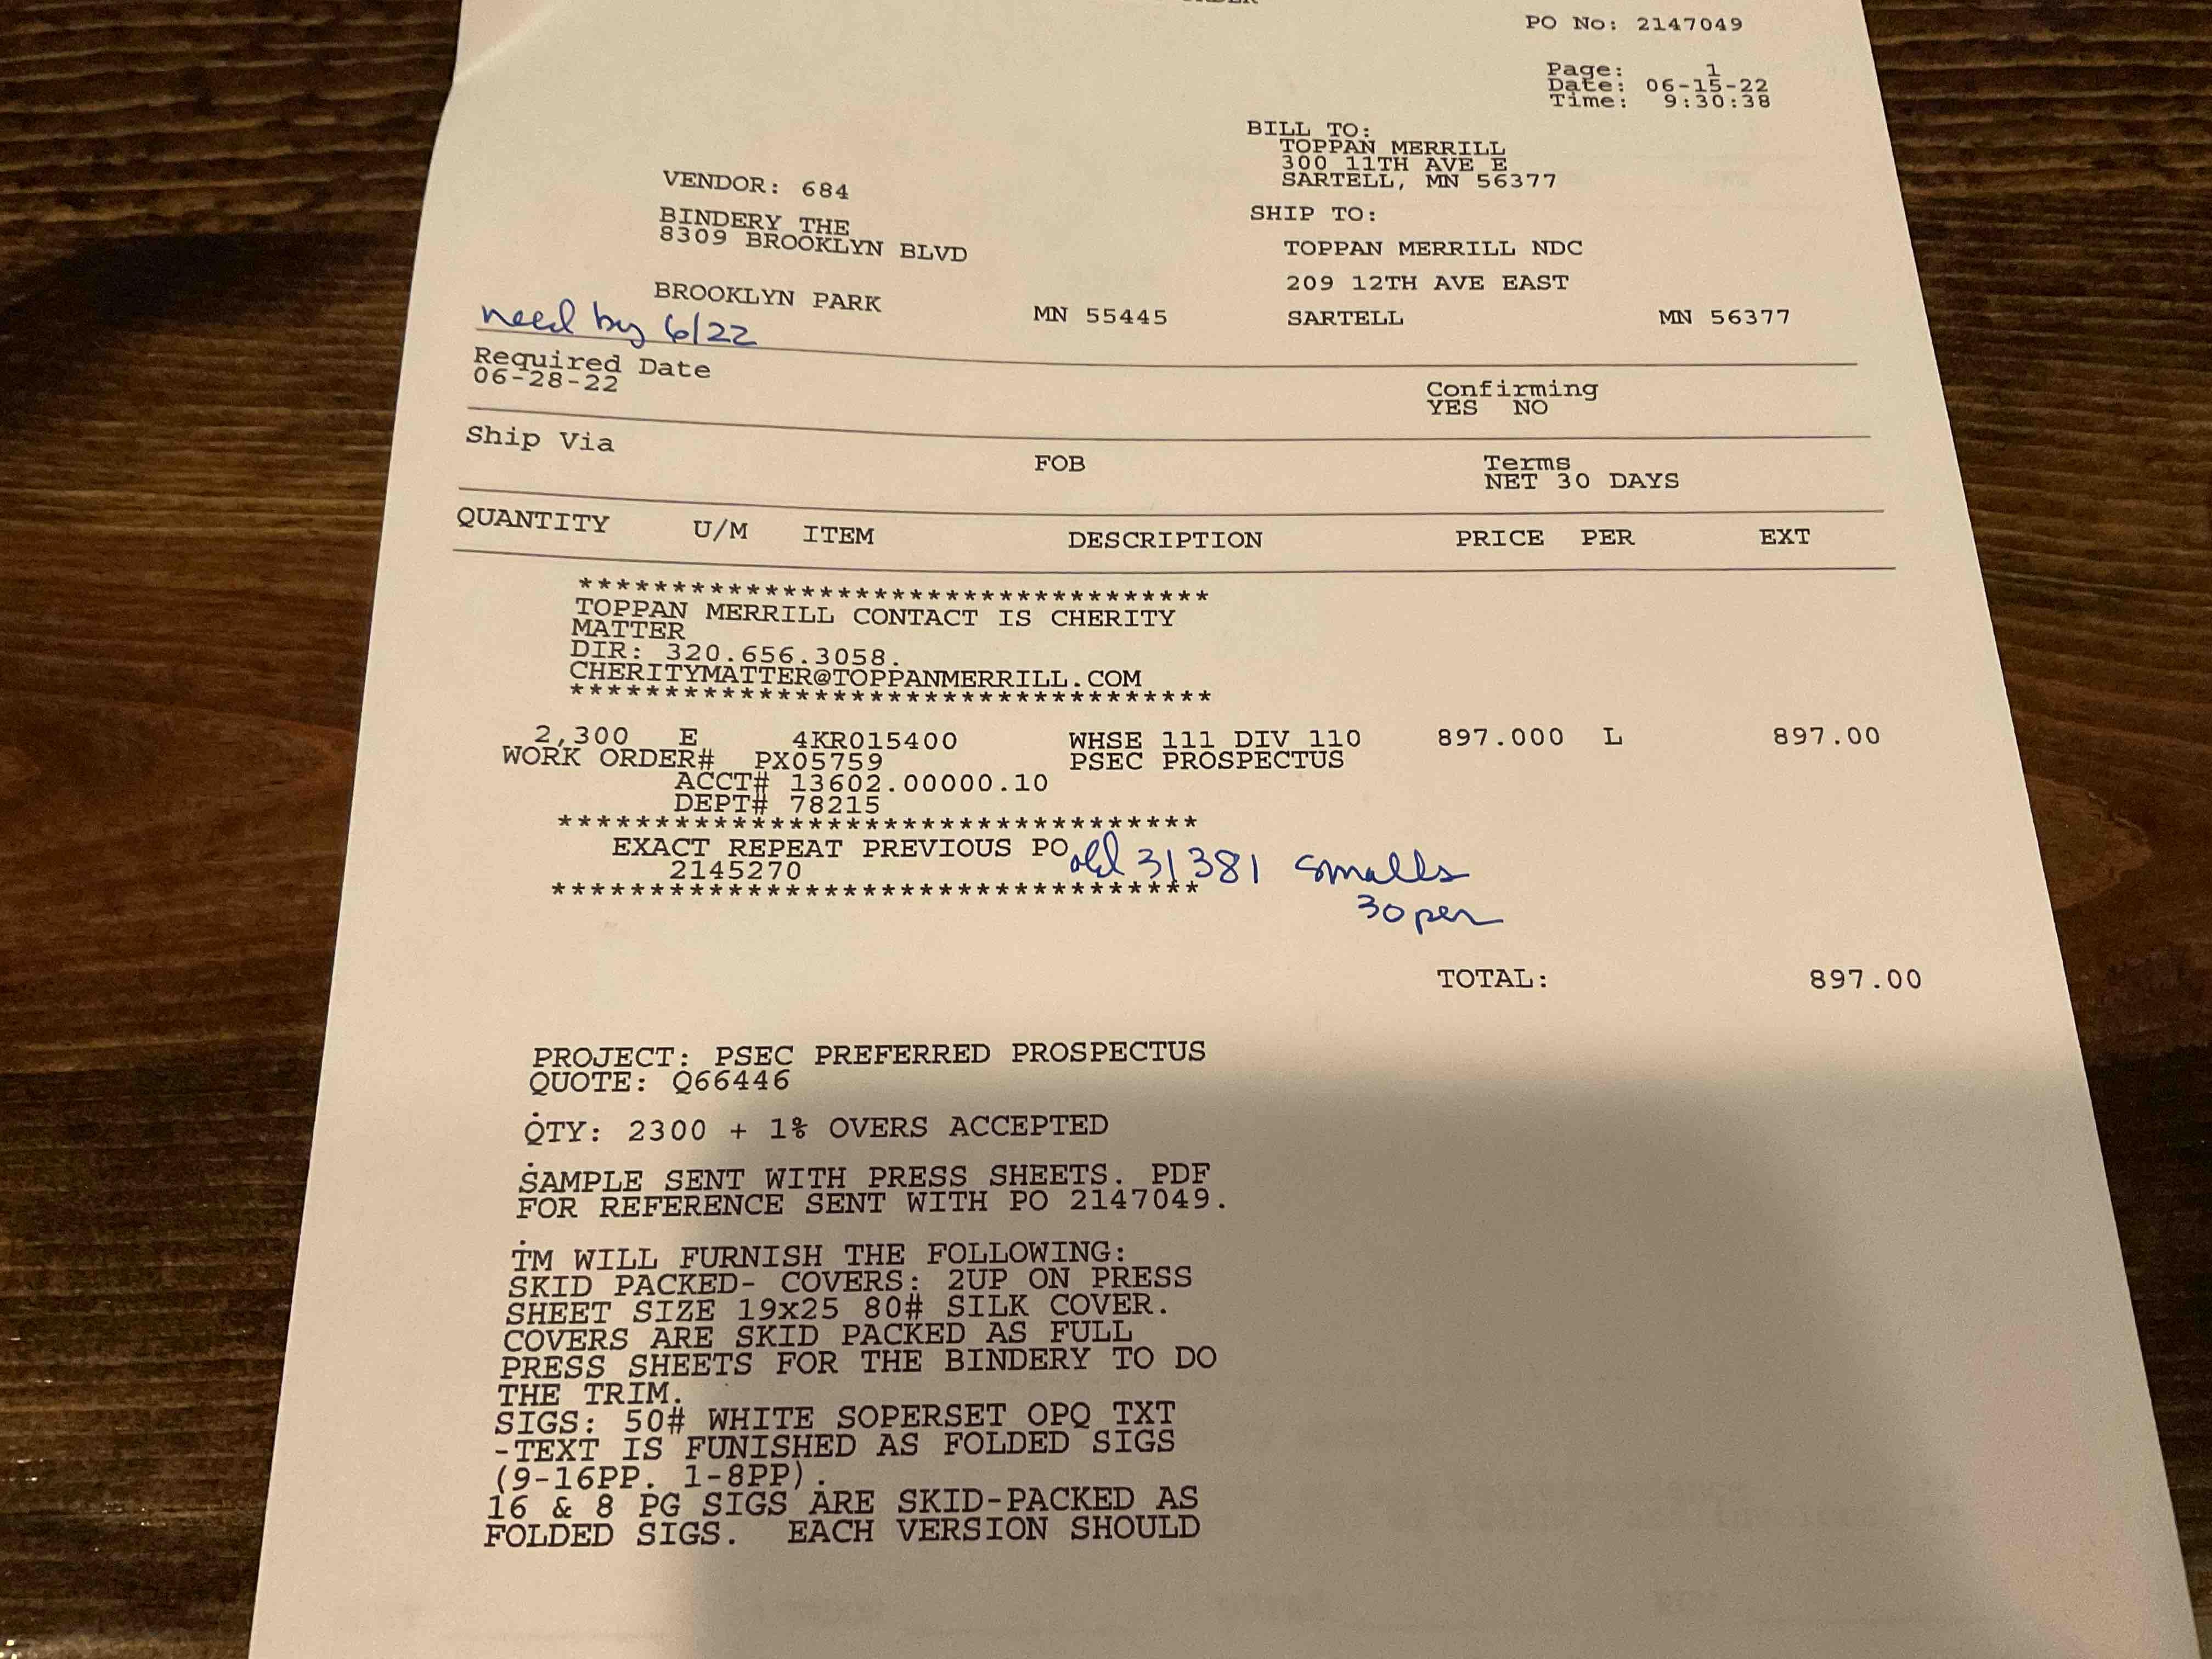 PO No: 2147049
Page: 1
Date: 06-15-22
Time: 9:30:38
BILL TO:
TOPPAN MERRILL
300 11TH AVE E
SARTELL, MN 56377
VENDOR: 684
BINDERY THE
8309 BROOKLYN BLVD
BROOKLYN PARK MN 55445
SHIP TO:
TOPPAN MERRILL NDC
209 12TH AVE EAST
SARTELL MN 56377
need by 6/22
Required Date
06-28-22
Confirming
YES NO
Ship Via
FOB
Terms
NET 30 DAYS
QUANTITY U/M ITEM DESCRIPTION PRICE PER EXT
***********************************
TOPPAN MERRILL CONTACT IS CHERITY
MATTER
DIR: 320.656.3058.
CHERITYMATTER@TOPPANMERRILL.COM
***********************************
2,300 E 4KR015400 WHSE 111 DIV 110 897.000 L 897.00
WORK ORDER# PX05759 PSEC PROSPECTUS
ACCT# 13602.00000.10
DEPT# 78215
*********************************
EXACT REPEAT PREVIOUS PO
2145270
*********************************
old 31381 smalls
30 per
TOTAL: 897.00
PROJECT: PSEC PREFERRED PROSPECTUS
QUOTE: Q66446
.
QTY: 2300 + 1% OVERS ACCEPTED
.
SAMPLE SENT WITH PRESS SHEETS. PDF
FOR REFERENCE SENT WITH PO 2147049.
.
TM WILL FURNISH THE FOLLOWING:
SKID PACKED- COVERS: 2UP ON PRESS
SHEET SIZE 19x25 80# SILK COVER.
COVERS ARE SKID PACKED AS FULL
PRESS SHEETS FOR THE BINDERY TO DO
THE TRIM.
SIGS: 50# WHITE SOPERSET OPQ TXT
-TEXT IS FUNISHED AS FOLDED SIGS
(9-16PP. 1-8PP).
16 & 8 PG SIGS ARE SKID-PACKED AS
FOLDED SIGS. EACH VERSION SHOULD